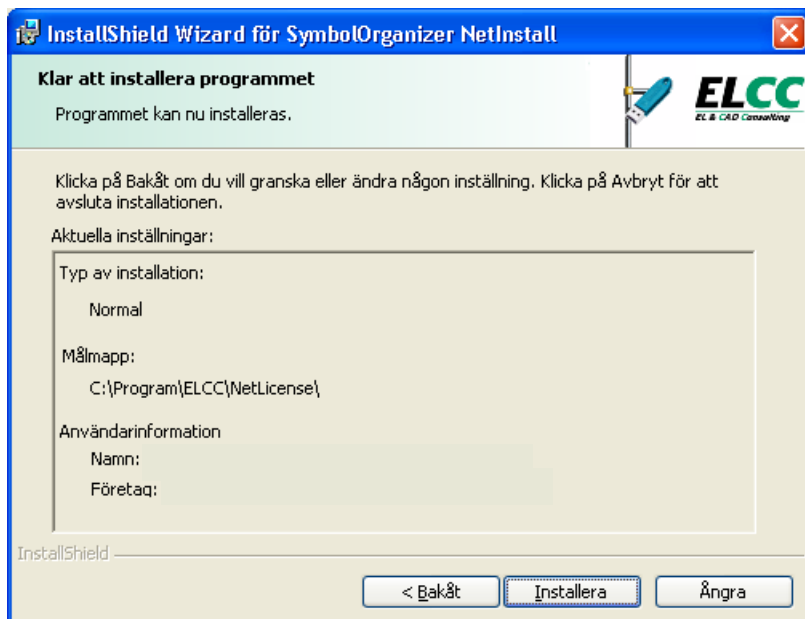 InstallShield Wizard för SymbolOrganizer NetInstall
Klar att installera programmet
Programmet kan nu installeras.
ELCC
EL & CAD Consulting
Klicka på Bakåt om du vill granska eller ändra någon inställning. Klicka på Avbryt för att
avsluta installationen.
Aktuella inställningar:
Typ av installation:
Normal
Målmapp:
C:\Program\ELCC\NetLicense\
Användarinformation
Namn:
Företag:
InstallShield
< Bakåt
Installera
Ångra